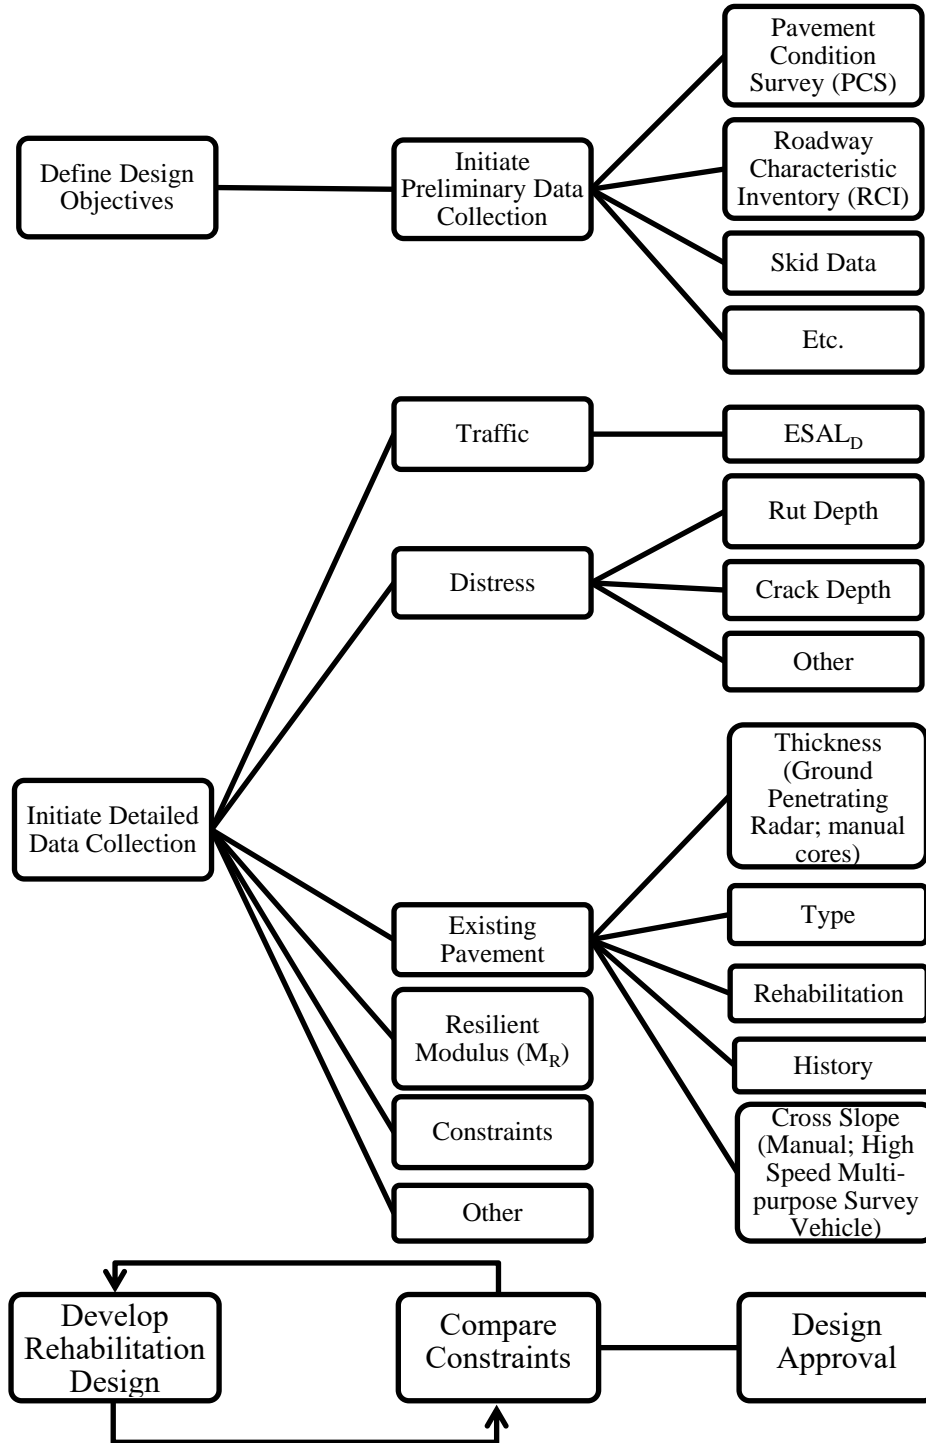 Define Design
Objectives
Initiate
Preliminary Data
Collection
Pavement
Condition
Survey (PCS)
Roadway
Characteristic
Inventory (RCI)
Skid Data
Etc.
Initiate Detailed
Data Collection
Traffic
ESAL_D
Distress
Rut Depth
Crack Depth
Other
Existing
Pavement
Thickness
(Ground
Penetrating
Radar; manual
cores)
Type
Rehabilitation
History
Cross Slope
(Manual; High
Speed Multi-
purpose Survey
Vehicle)
Resilient
Modulus (M_R)
Constraints
Other
Develop
Rehabilitation
Design
Compare
Constraints
Design
Approval